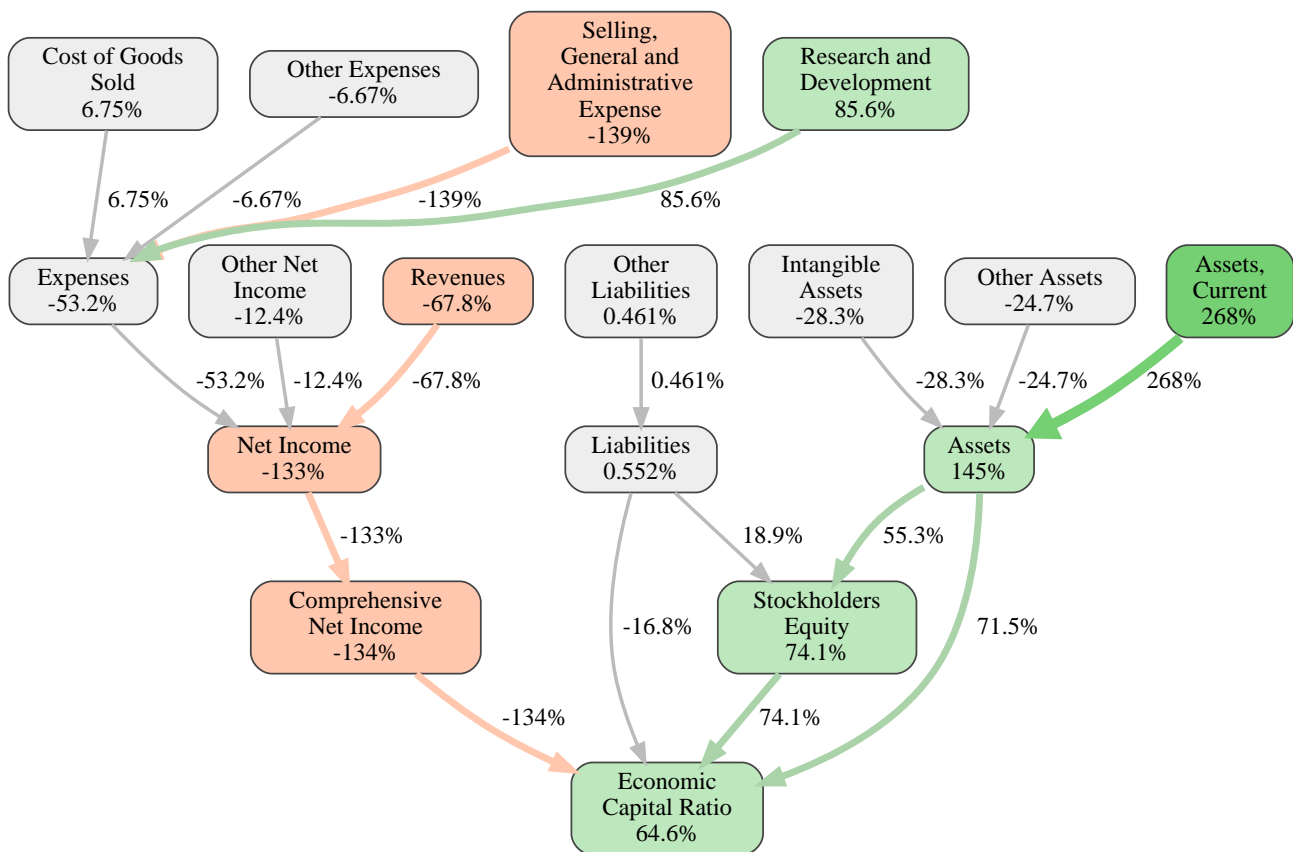 Cost of Goods
Sold
6.75%
Other Expenses
-6.67%
Selling,
General and
Administrative
Expense
-139%
Research and
Development
85.6%
6.75%
-6.67%
-139%
85.6%
Expenses
-53.2%
Other Net
Income
-12.4%
Revenues
-67.8%
Other
Liabilities
0.461%
Intangible
Assets
-28.3%
Other Assets
-24.7%
Assets,
Current
268%
-53.2%
-12.4%
-67.8%
0.461%
-28.3%
-24.7%
268%
Net Income
-133%
Liabilities
0.552%
Assets
145%
-133%
18.9%
55.3%
Comprehensive
Net Income
-134%
-16.8%
Stockholders
Equity
74.1%
71.5%
-134%
74.1%
Economic
Capital Ratio
64.6%